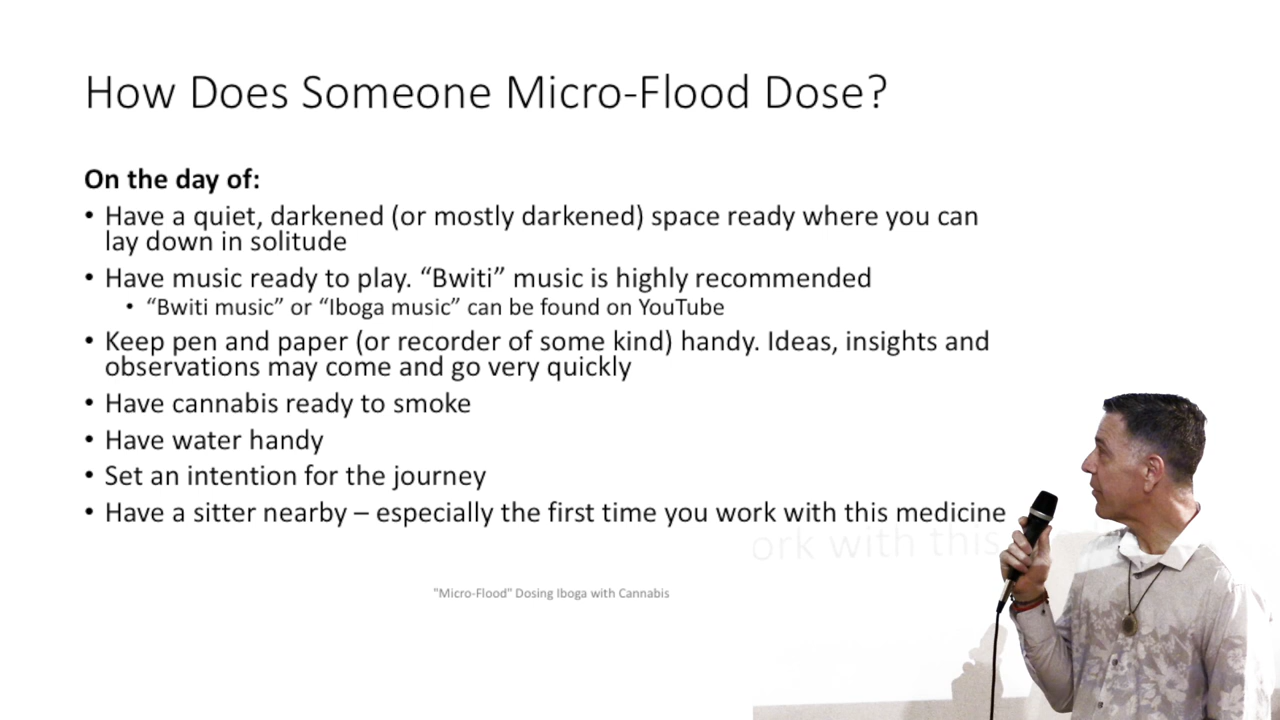 How Does Someone Micro-Flood Dose?
On the day of:
• Have a quiet, darkened (or mostly darkened) space ready where you can
lay down in solitude
• Have music ready to play. “Bwiti” music is highly recommended
• “Bwiti music” or “Iboga music” can be found on YouTube
• Keep pen and paper (or recorder of some kind) handy. Ideas, insights and
observations may come and go very quickly
• Have cannabis ready to smoke
• Have water handy
• Set an intention for the journey
• Have a sitter nearby – especially the first time you work with this medicine
ork with this
"Micro-Flood" Dosing Iboga with Cannabis